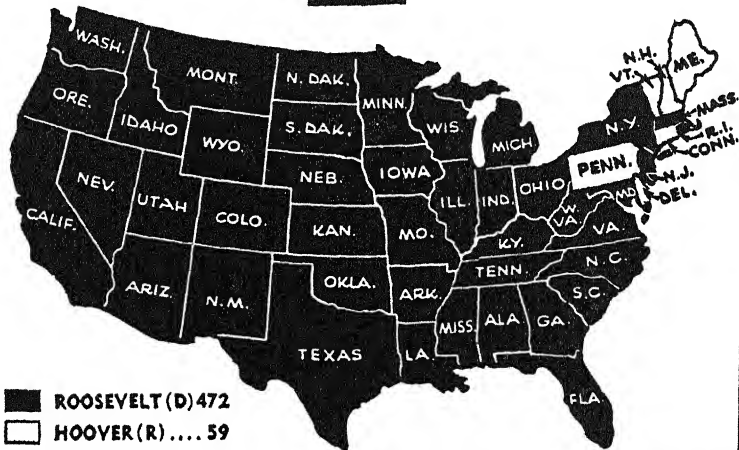 WASH.
MONT.
N. DAK.
MINN.
N.H.
VT.
ME.
ORE.
IDAHO
WYO.
S. DAK.
WIS.
MICH.
N.Y.
MASS.
R.I.
CONN.
NEV.
UTAH
COLO.
NEB.
IOWA
ILL.
IND.
OHIO
PENN.
N.J.
MD.
DEL.
CALIF.
KAN.
MO.
KY.
W. VA.
VA.
ARIZ.
N.M.
OKLA.
ARK.
TENN.
N.C.
S.C.
TEXAS
LA.
MISS.
ALA.
GA.
FLA.
ROOSEVELT (D) 472
HOOVER (R) .... 59